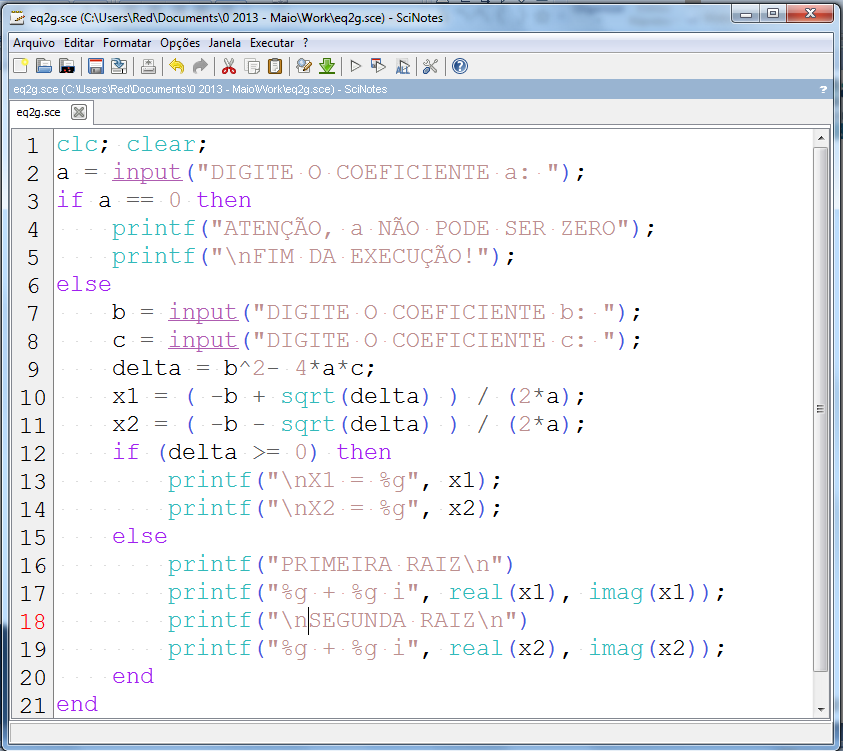 eq2g.sce (C:\Users\Red\Documents\0 2013 - Maio\Work\eq2g.sce) - SciNotes
Arquivo Editar Formatar Opções Janela Executar ?
eq2g.sce (C:\Users\Red\Documents\0 2013 - Maio\Work\eq2g.sce) - SciNotes ?
eq2g.sce
1 clc; clear;
2 a = input("DIGITE O COEFICIENTE a: ");
3 if a == 0 then
4     printf("ATENÇÃO, a NÃO PODE SER ZERO");
5     printf("\nFIM DA EXECUÇÃO!");
6 else
7     b = input("DIGITE O COEFICIENTE b: ");
8     c = input("DIGITE O COEFICIENTE c: ");
9     delta = b^2- 4*a*c;
10     x1 = ( -b + sqrt(delta) ) / (2*a);
11     x2 = ( -b - sqrt(delta) ) / (2*a);
12     if (delta >= 0) then
13         printf("\nX1 = %g", x1);
14         printf("\nX2 = %g", x2);
15     else
16         printf("PRIMEIRA RAIZ\n")
17         printf("%g + %g i", real(x1), imag(x1));
18         printf("\nSEGUNDA RAIZ\n")
19         printf("%g + %g i", real(x2), imag(x2));
20     end
21 end